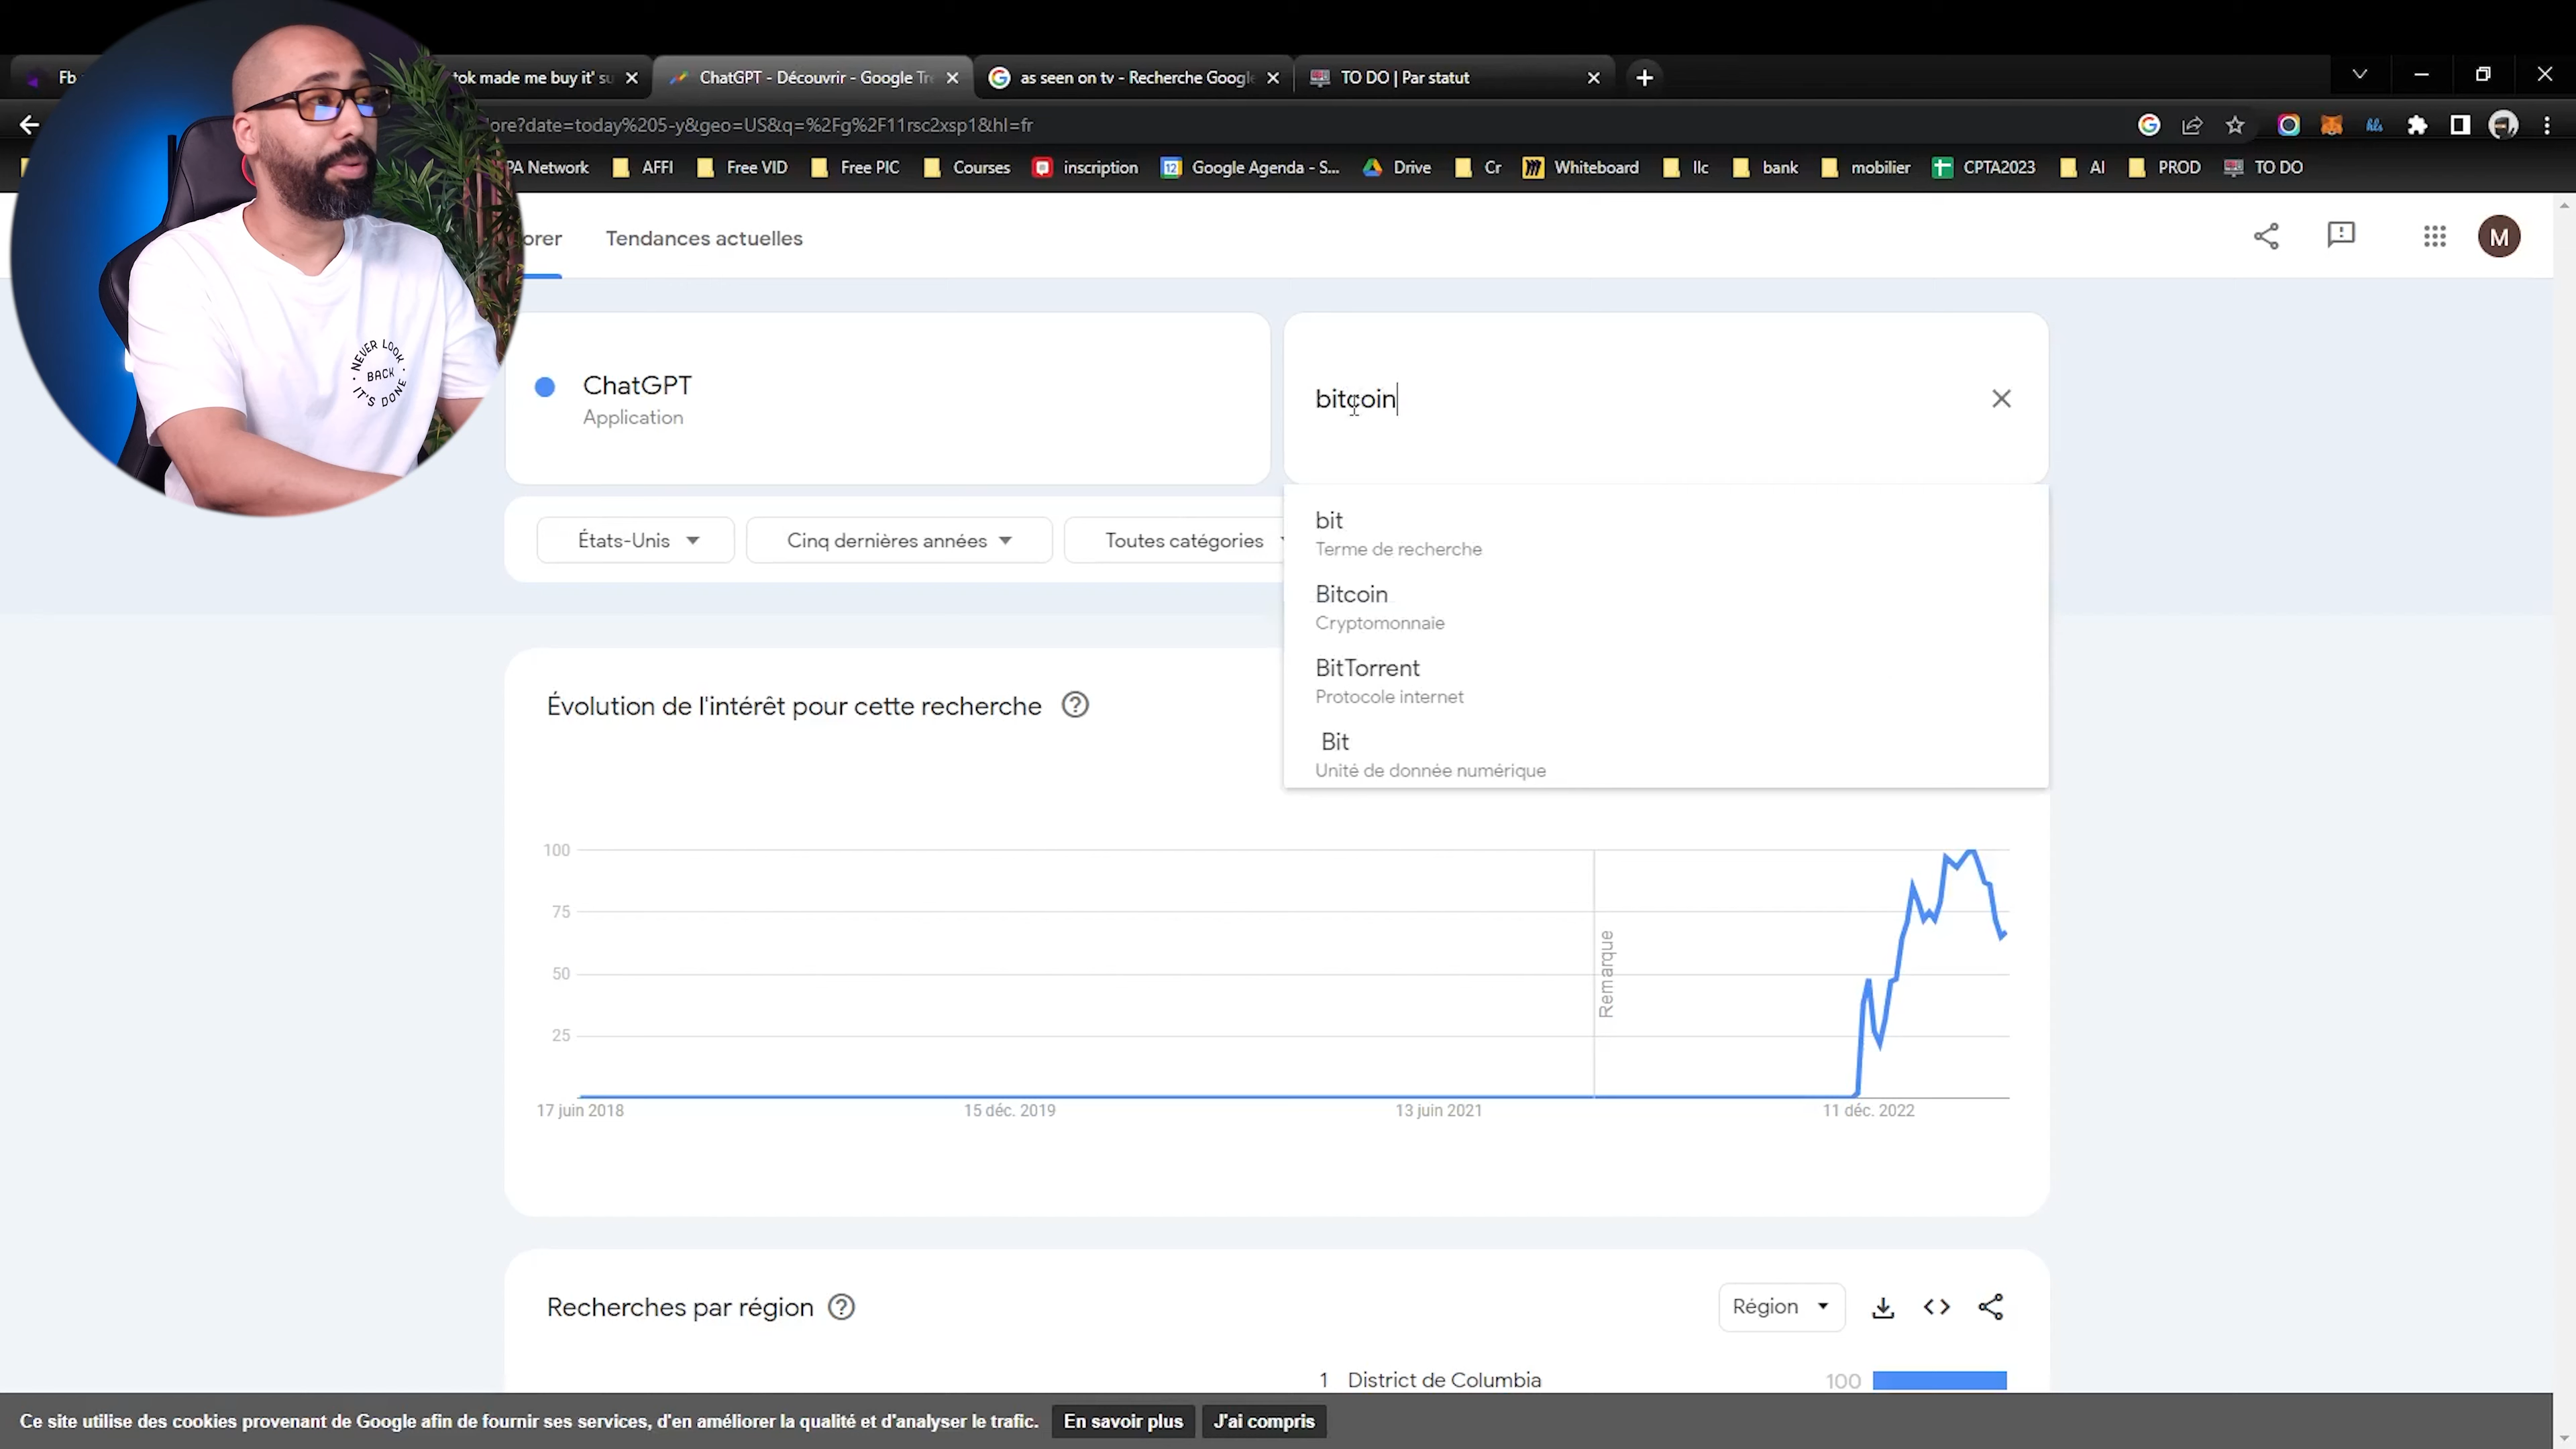 Fb
tok made me buy it' su
ChatGPT - Découvrir - Google Tre
as seen on tv - Recherche Google
TO DO | Par statut
ore?date=today%205-y&geo=US&q=%2Fg%2F11rsc2xsp1&hl=fr
hls
PA Network
AFFI
Free VID
Free PIC
Courses
inscription
12
Google Agenda - S...
Drive
Cr
Whiteboard
llc
bank
mobilier
CPTA2023
AI
PROD
TO DO
orer
Tendances actuelles
M
NEVER LOOK
BACK
IT'S DONE
ChatGPT
Application
bitcoin
États-Unis
Cinq dernières années
Toutes catégories
bit
Terme de recherche
Bitcoin
Cryptomonnaie
BitTorrent
Protocole internet
Bit
Unité de donnée numérique
Évolution de l'intérêt pour cette recherche
100
75
50
25
Remarque
17 juin 2018
15 déc. 2019
13 juin 2021
11 déc. 2022
Recherches par région
Région
1 District de Columbia
100
Ce site utilise des cookies provenant de Google afin de fournir ses services, d'en améliorer la qualité et d'analyser le trafic.
En savoir plus
J'ai compris